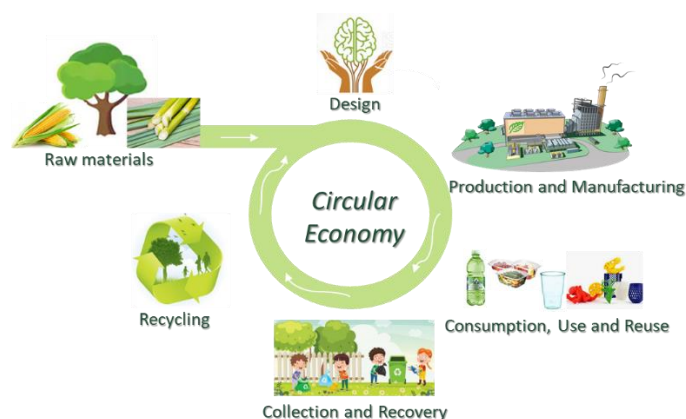 Design
Raw materials
Production and Manufacturing
Circular
Economy
Recycling
Consumption, Use and Reuse
Collection and Recovery